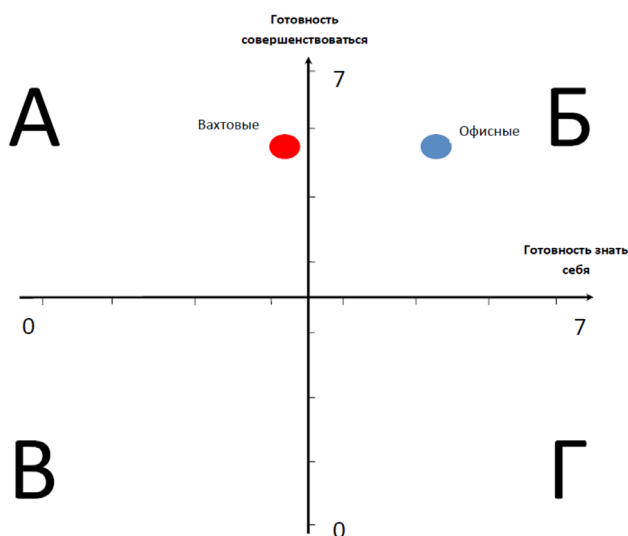 Готовность
совершенствоваться
7
А
Б
Вахтовые
Офисные
Готовность знать
себя
0
7
В
Г
0